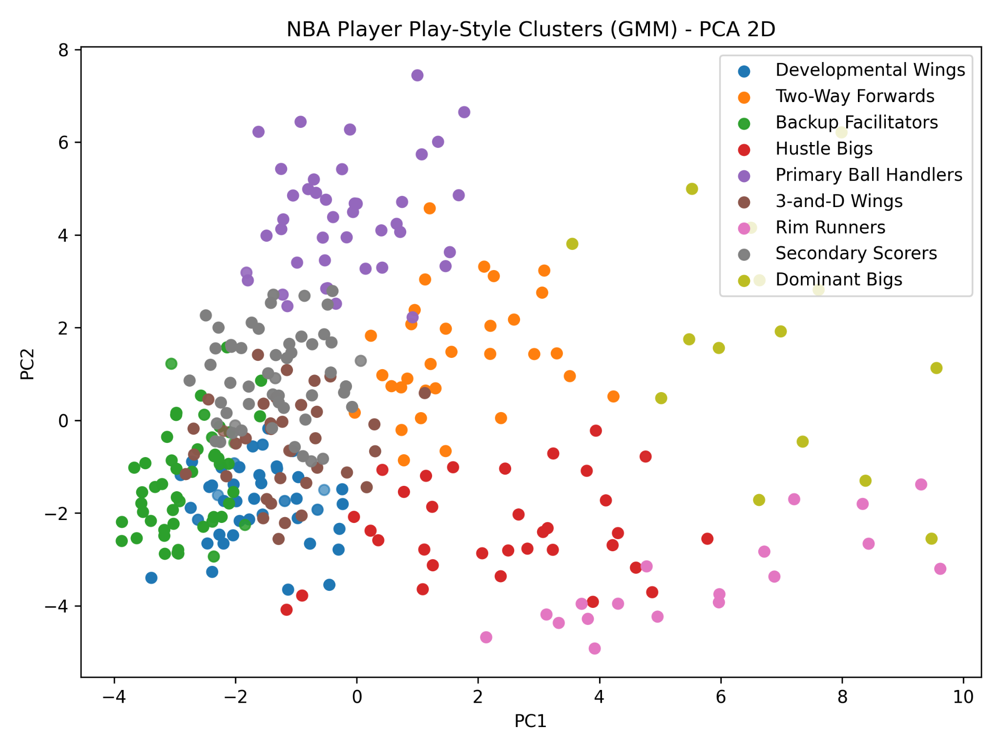 NBA Player Play-Style Clusters (GMM) - PCA 2D
8
6
4
2
0
−2
−4
PC2
Developmental Wings
Two-Way Forwards
Backup Facilitators
Hustle Bigs
Primary Ball Handlers
3-and-D Wings
Rim Runners
Secondary Scorers
Dominant Bigs
−4 −2 0 2 4 6 8 10
PC1